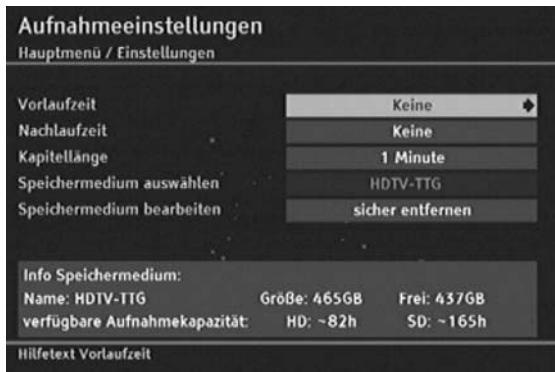 Aufnahmeeinstellungen
Hauptmenü / Einstellungen
Vorlaufzeit Keine
Nachlaufzeit Keine
Kapitellänge 1 Minute
Speichermedium auswählen HDTV-TTG
Speichermedium bearbeiten sicher entfernen
Info Speichermedium:
Name: HDTV-TTG Größe: 465GB Frei: 437GB
verfügbare Aufnahmekapazität: HD: ~82h SD: ~165h
Hilfetext Vorlaufzeit